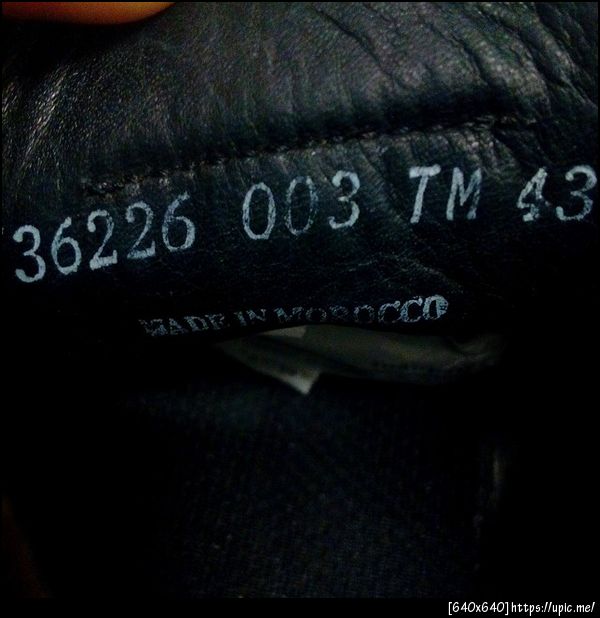 36226 003 TM 43
MADE IN MOROCCO
[640x640]https://upic.me/